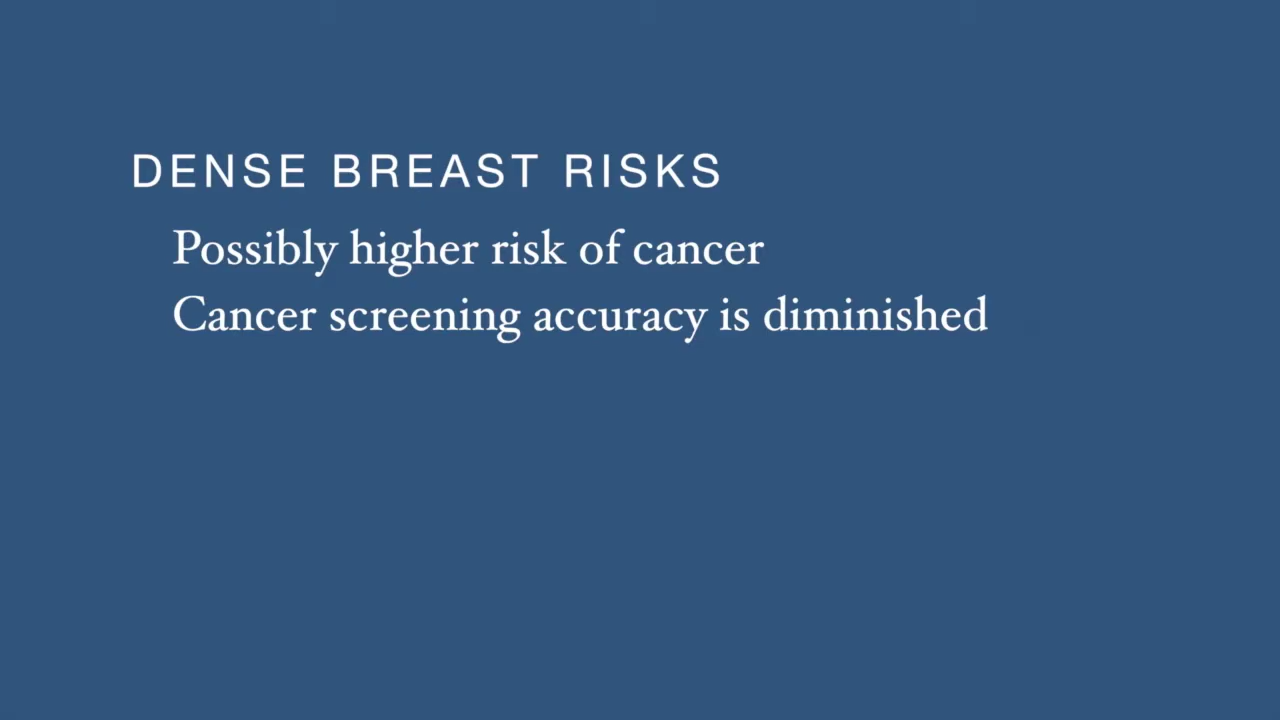 DENSE BREAST RISKS
Possibly higher risk of cancer
Cancer screening accuracy is diminished